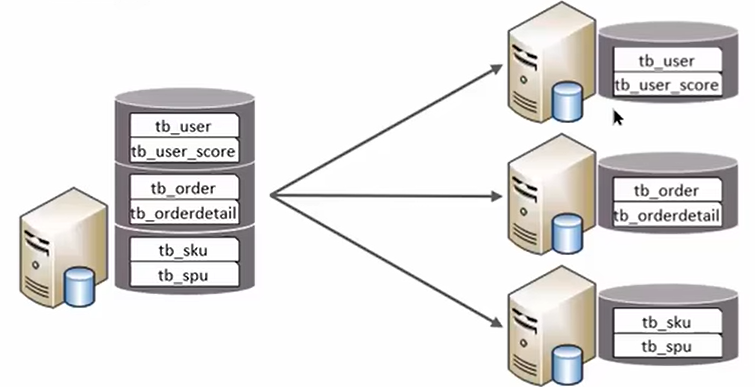 tb_user
tb_user_score
tb_order
tb_orderdetail
tb_sku
tb_spu
tb_user
tb_user_score
tb_order
tb_orderdetail
tb_sku
tb_spu